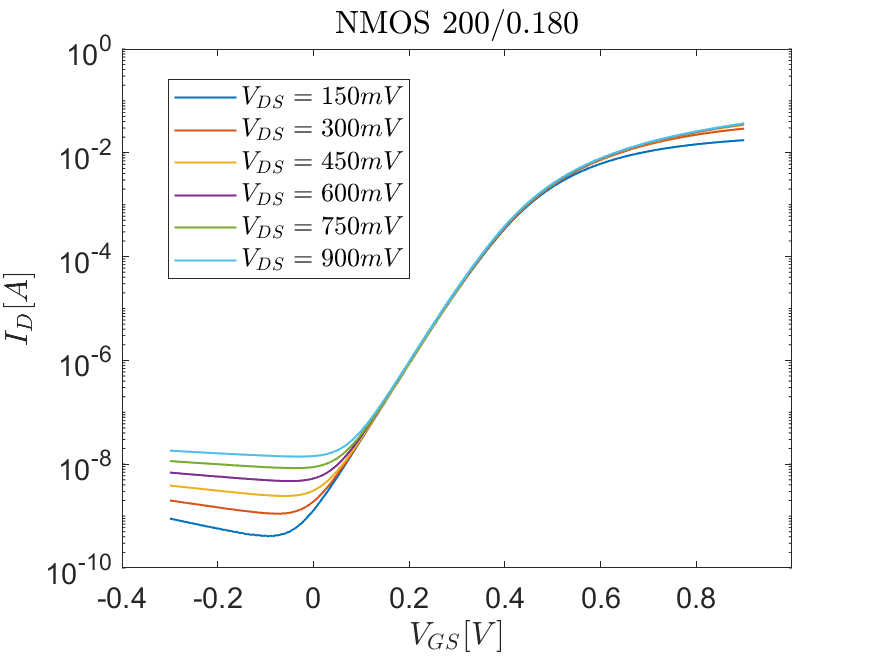 NMOS 200/0.180
10^0
10^-2
10^-4
10^-6
10^-8
10^-10
I_D[A]
V_DS = 150mV
V_DS = 300mV
V_DS = 450mV
V_DS = 600mV
V_DS = 750mV
V_DS = 900mV
-0.4 -0.2 0 0.2 0.4 0.6 0.8
V_GS[V]